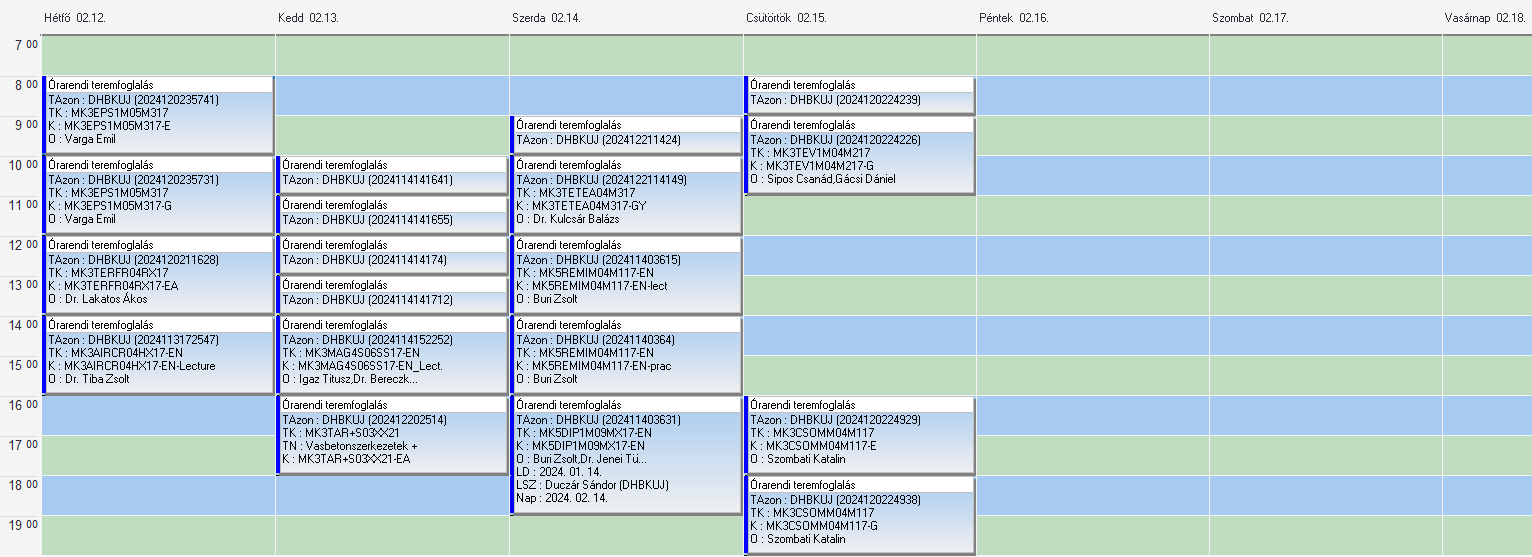 Hétfő 02.12.
Kedd 02.13.
Szerda 02.14.
Csütörtök 02.15.
Péntek 02.16.
Szombat 02.17.
Vasárnap 02.18.
7 00
8 00
9 00
10 00
11 00
12 00
13 00
14 00
15 00
16 00
17 00
18 00
19 00
Órarendi teremfoglalás
TAzon : DHBKUJ (2024120235741)
TK : MK3EPS1M05M317
K : MK3EPS1M05M317-E
O : Varga Emil
Órarendi teremfoglalás
TAzon : DHBKUJ (2024120235731)
TK : MK3EPS1M05M317
K : MK3EPS1M05M317-G
O : Varga Emil
Órarendi teremfoglalás
TAzon : DHBKUJ (2024120211628)
TK : MK3TERFR04RX17
K : MK3TERFR04RX17-EA
O : Dr. Lakatos Ákos
Órarendi teremfoglalás
TAzon : DHBKUJ (2024113172547)
TK : MK3AIRCR04HX17-EN
K : MK3AIRCR04HX17-EN-Lecture
O : Dr. Tiba Zsolt
Órarendi teremfoglalás
TAzon : DHBKUJ (2024114141641)
Órarendi teremfoglalás
TAzon : DHBKUJ (2024114141655)
Órarendi teremfoglalás
TAzon : DHBKUJ (202411414174)
Órarendi teremfoglalás
TAzon : DHBKUJ (2024114141712)
Órarendi teremfoglalás
TAzon : DHBKUJ (2024114152252)
TK : MK3MAG4S06SS17-EN
K : MK3MAG4S06SS17-EN_Lect.
O : Igaz Titusz,Dr. Bereczk...
Órarendi teremfoglalás
TAzon : DHBKUJ (202412202514)
TK : MK3TAR+S03XX21
TN : Vasbetonszerkezetek +
K : MK3TAR+S03XX21-EA
Órarendi teremfoglalás
TAzon : DHBKUJ (202412211424)
Órarendi teremfoglalás
TAzon : DHBKUJ (2024122114149)
TK : MK3TETEA04M317
K : MK3TETEA04M317-GY
O : Dr. Kulcsár Balázs
Órarendi teremfoglalás
TAzon : DHBKUJ (202411403615)
TK : MK5REMIM04M117-EN
K : MK5REMIM04M117-EN-lect
O : Buri Zsolt
Órarendi teremfoglalás
TAzon : DHBKUJ (20241140364)
TK : MK5REMIM04M117-EN
K : MK5REMIM04M117-EN-prac
O : Buri Zsolt
Órarendi teremfoglalás
TAzon : DHBKUJ (202411403631)
TK : MK5DIP1M09MX17-EN
K : MK5DIP1M09MX17-EN
O : Buri Zsolt,Dr. Jenei Tü...
LD : 2024. 01. 14.
LSZ : Duczár Sándor (DHBKUJ)
Nap : 2024. 02. 14.
Órarendi teremfoglalás
TAzon : DHBKUJ (2024120224239)
Órarendi teremfoglalás
TAzon : DHBKUJ (2024120224226)
TK : MK3TEV1M04M217
K : MK3TEV1M04M217-G
O : Sipos Csanád,Gácsi Dániel
Órarendi teremfoglalás
TAzon : DHBKUJ (2024120224929)
TK : MK3CSOMM04M117
K : MK3CSOMM04M117-E
O : Szombati Katalin
Órarendi teremfoglalás
TAzon : DHBKUJ (2024120224938)
TK : MK3CSOMM04M117
K : MK3CSOMM04M117-G
O : Szombati Katalin